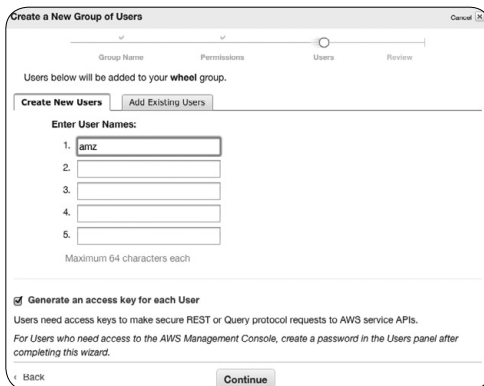 Create a New Group of Users
Cancel X
Group Name Permissions Users Review
Users below will be added to your wheel group.
Create New Users Add Existing Users
Enter User Names:
1. amz
2.
3.
4.
5.
Maximum 64 characters each
Generate an access key for each User
Users need access keys to make secure REST or Query protocol requests to AWS service APIs.
For Users who need access to the AWS Management Console, create a password in the Users panel after
completing this wizard.
‹ Back Continue